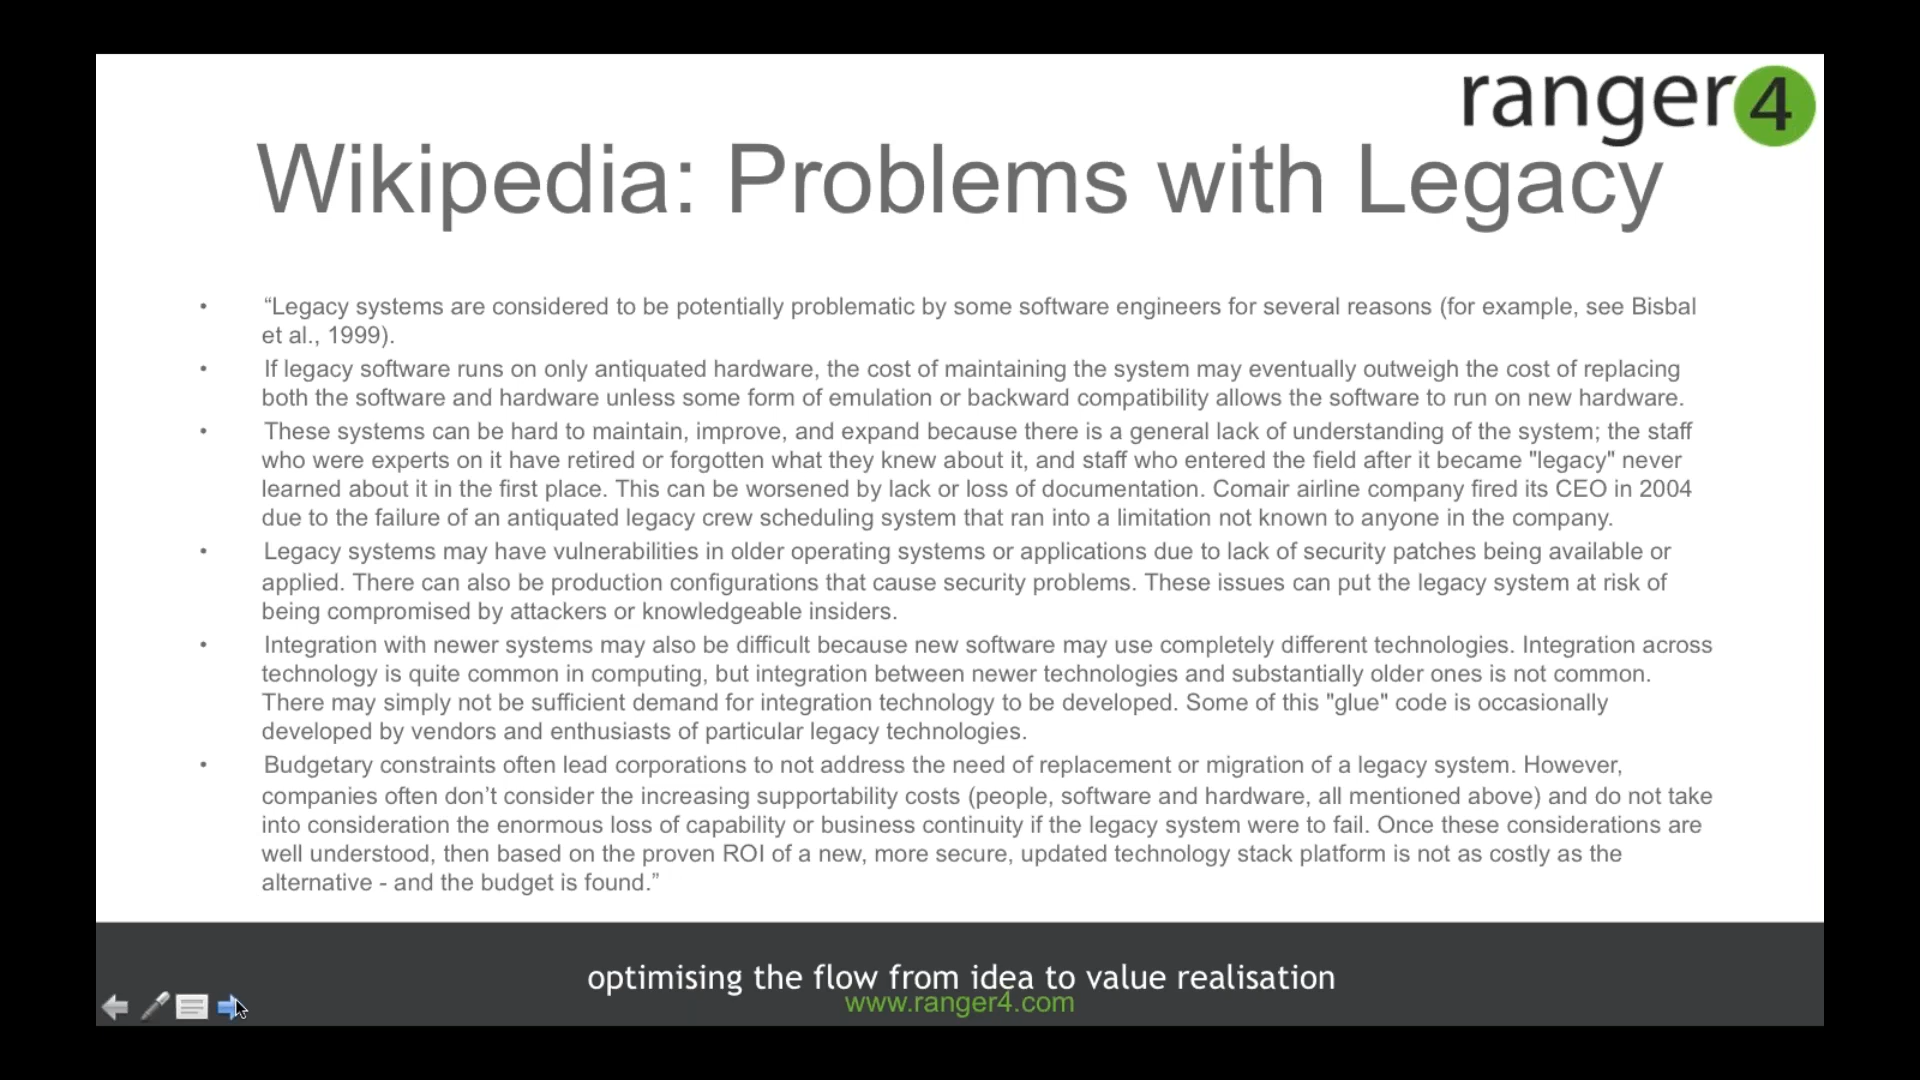 ranger4
Wikipedia: Problems with Legacy
• “Legacy systems are considered to be potentially problematic by some software engineers for several reasons (for example, see Bisbal
et al., 1999).
• If legacy software runs on only antiquated hardware, the cost of maintaining the system may eventually outweigh the cost of replacing
both the software and hardware unless some form of emulation or backward compatibility allows the software to run on new hardware.
• These systems can be hard to maintain, improve, and expand because there is a general lack of understanding of the system; the staff
who were experts on it have retired or forgotten what they knew about it, and staff who entered the field after it became "legacy" never
learned about it in the first place. This can be worsened by lack or loss of documentation. Comair airline company fired its CEO in 2004
due to the failure of an antiquated legacy crew scheduling system that ran into a limitation not known to anyone in the company.
• Legacy systems may have vulnerabilities in older operating systems or applications due to lack of security patches being available or
applied. There can also be production configurations that cause security problems. These issues can put the legacy system at risk of
being compromised by attackers or knowledgeable insiders.
• Integration with newer systems may also be difficult because new software may use completely different technologies. Integration across
technology is quite common in computing, but integration between newer technologies and substantially older ones is not common.
There may simply not be sufficient demand for integration technology to be developed. Some of this "glue" code is occasionally
developed by vendors and enthusiasts of particular legacy technologies.
• Budgetary constraints often lead corporations to not address the need of replacement or migration of a legacy system. However,
companies often don’t consider the increasing supportability costs (people, software and hardware, all mentioned above) and do not take
into consideration the enormous loss of capability or business continuity if the legacy system were to fail. Once these considerations are
well understood, then based on the proven ROI of a new, more secure, updated technology stack platform is not as costly as the
alternative - and the budget is found.”
optimising the flow from idea to value realisation
www.ranger4.com